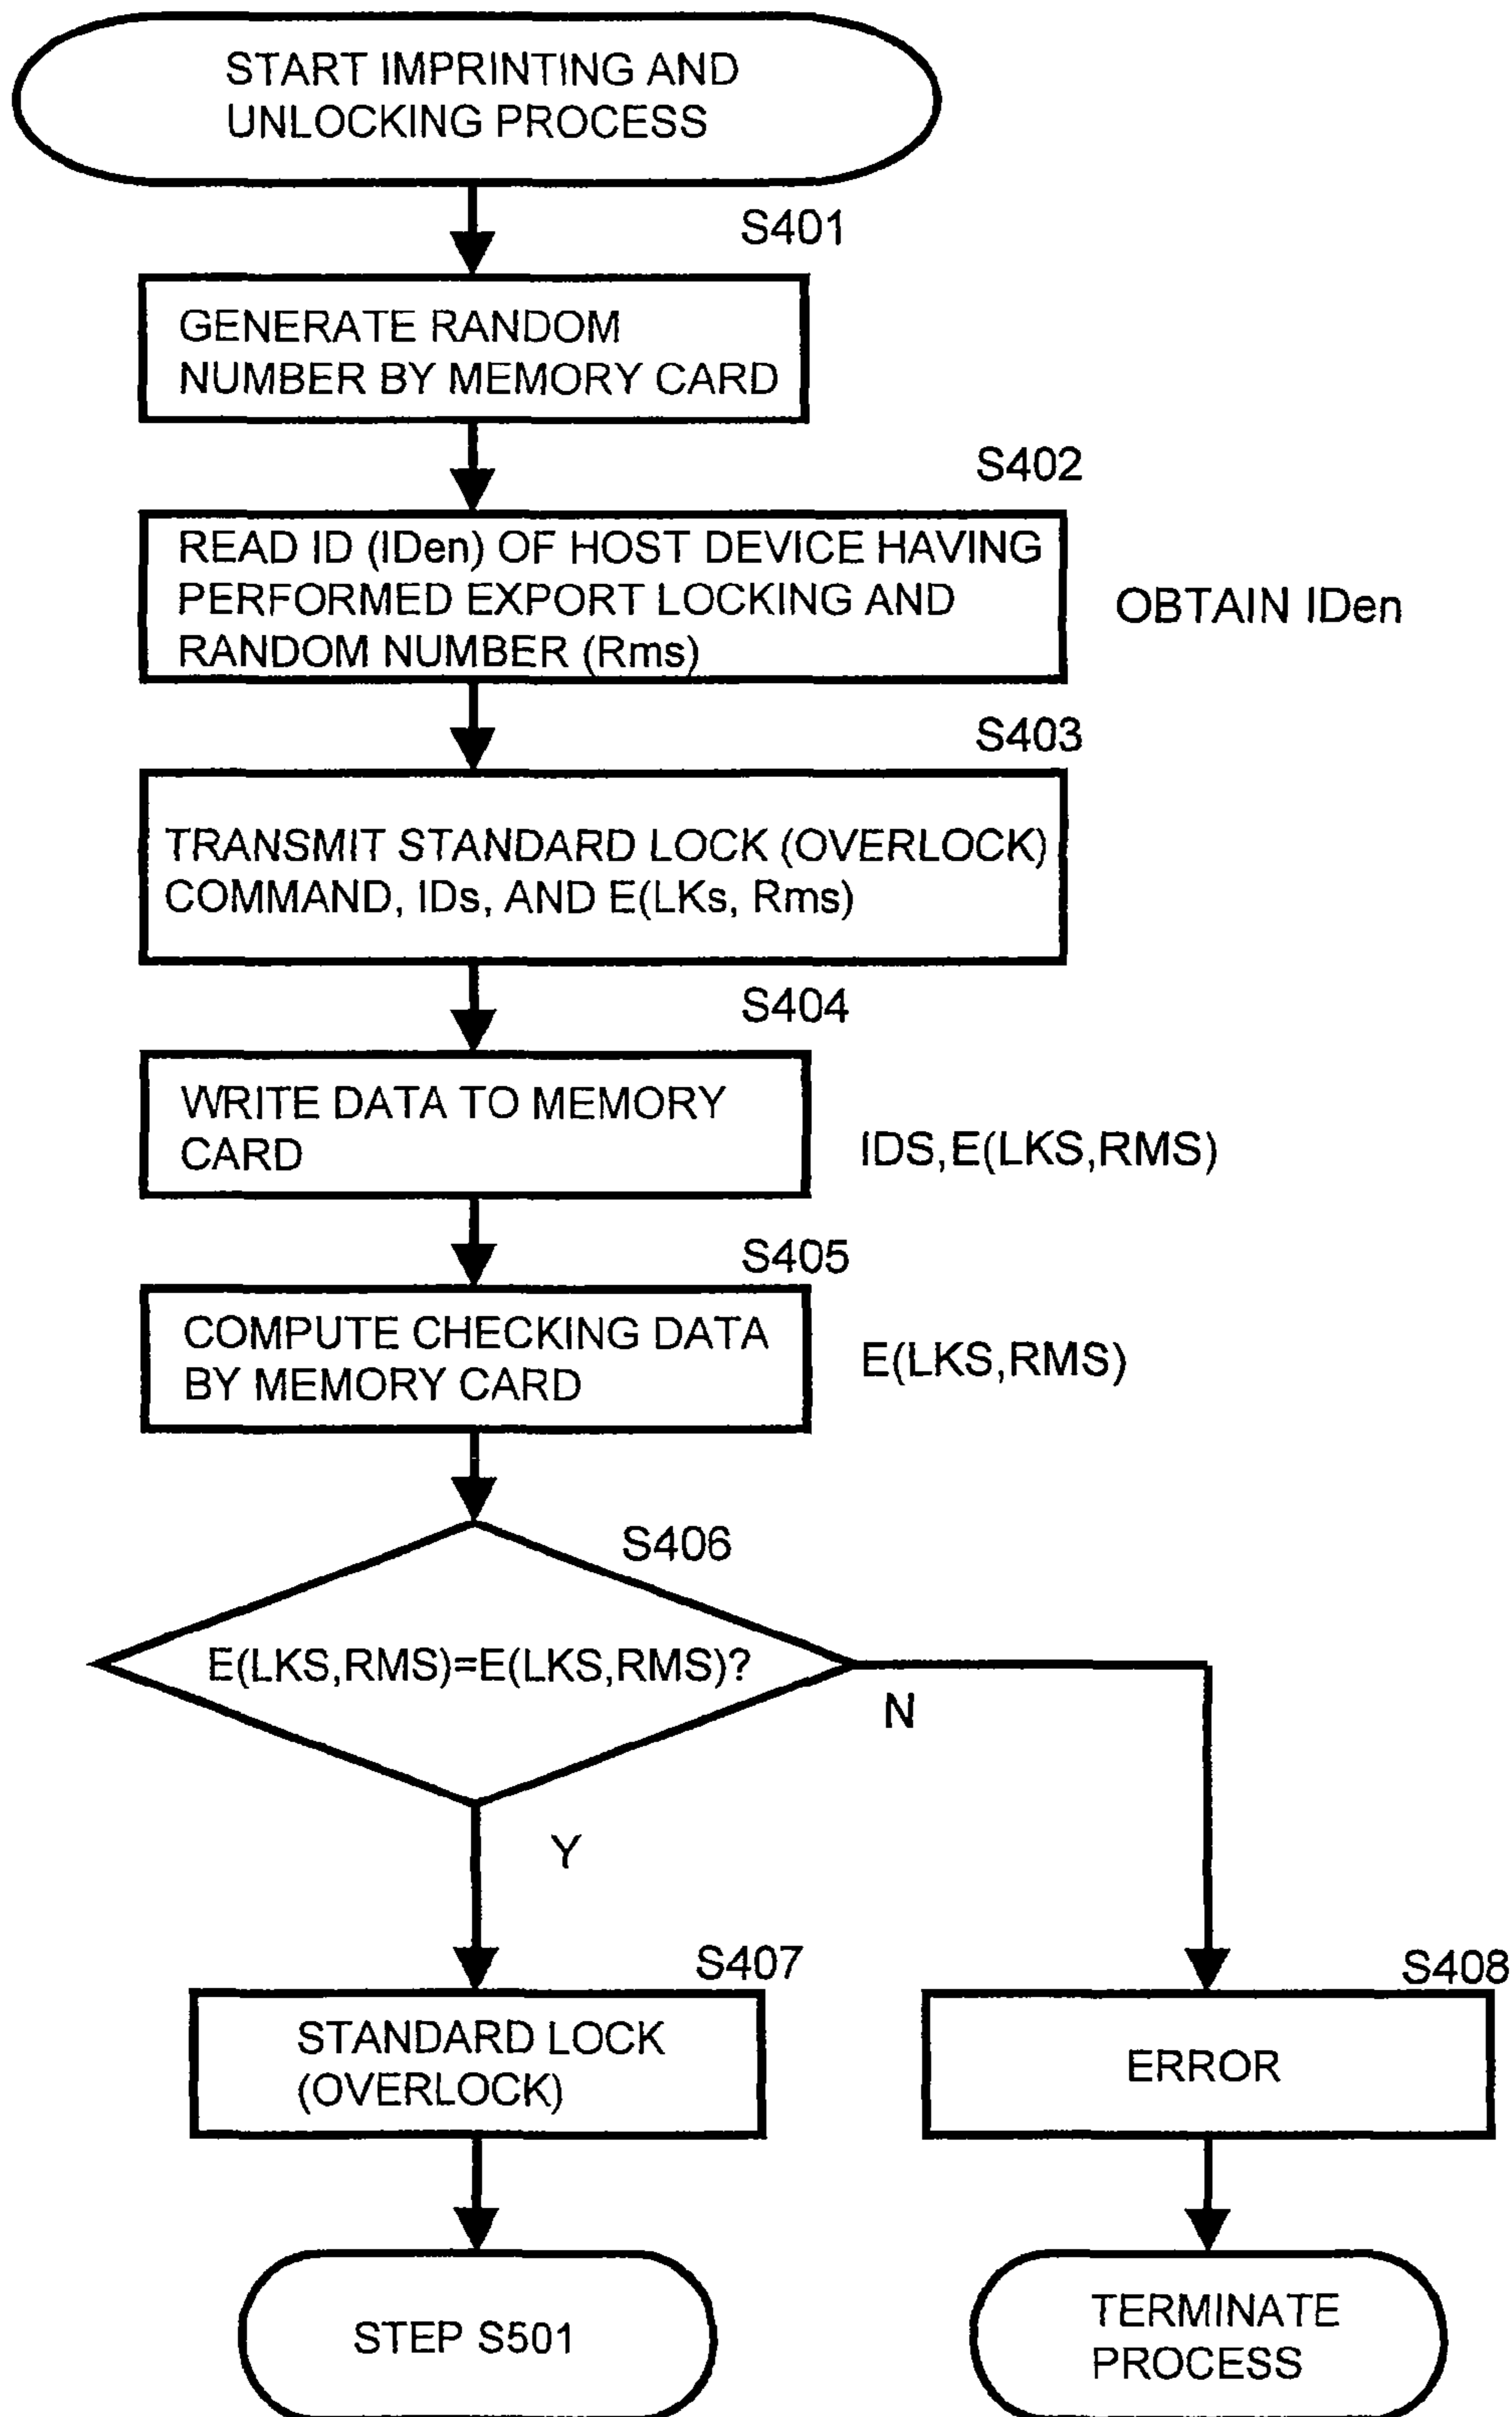 START IMPRINTING AND
UNLOCKING PROCESS
S401
GENERATE RANDOM
NUMBER BY MEMORY CARD
S402
READ ID (IDen) OF HOST DEVICE HAVING
PERFORMED EXPORT LOCKING AND
RANDOM NUMBER (Rms)
OBTAIN IDen
S403
TRANSMIT STANDARD LOCK (OVERLOCK)
COMMAND, IDs, AND E(LKs, Rms)
S404
WRITE DATA TO MEMORY
CARD
IDS,E(LKS,RMS)
S405
COMPUTE CHECKING DATA
BY MEMORY CARD
E(LKS,RMS)
S406
E(LKS,RMS)=E(LKS,RMS)?
N
Y
S407
STANDARD LOCK
(OVERLOCK)
S408
ERROR
STEP S501
TERMINATE
PROCESS